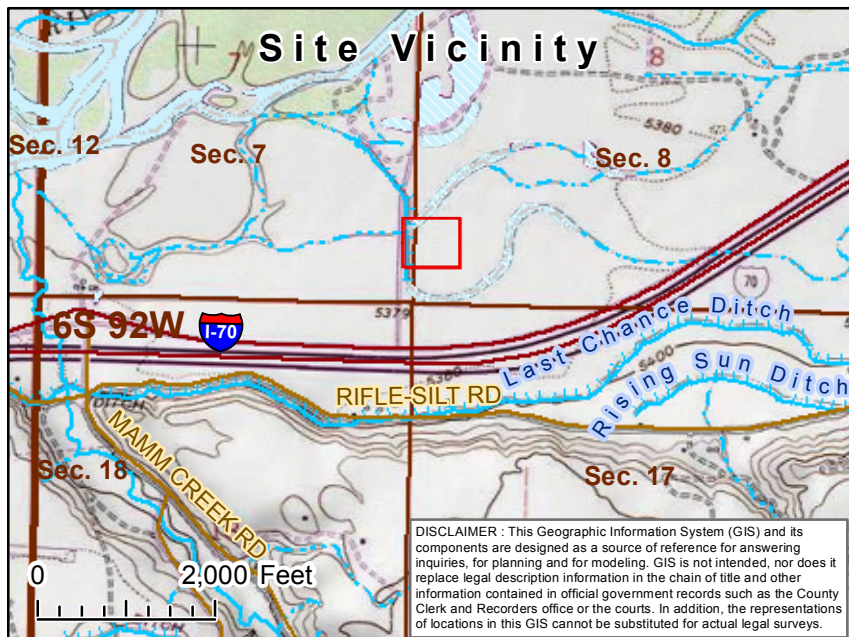 Site Vicinity
7
8
5380
Sec. 12
Sec. 7
Sec. 8
70
5379
6S 92W
I-70
Last Chance Ditch
5360
5400
RIFLE-SILT RD
Rising Sun Ditch
DITCH
MAMM CREEK RD
Sec. 18
Sec. 17
0
2,000 Feet
DISCLAIMER : This Geographic Information System (GIS) and its
components are designed as a source of reference for answering
inquiries, for planning and for modeling. GIS is not intended, nor does it
replace legal description information in the chain of title and other
information contained in official government records such as the County
Clerk and Recorders office or the courts. In addition, the representations
of locations in this GIS cannot be substituted for actual legal surveys.